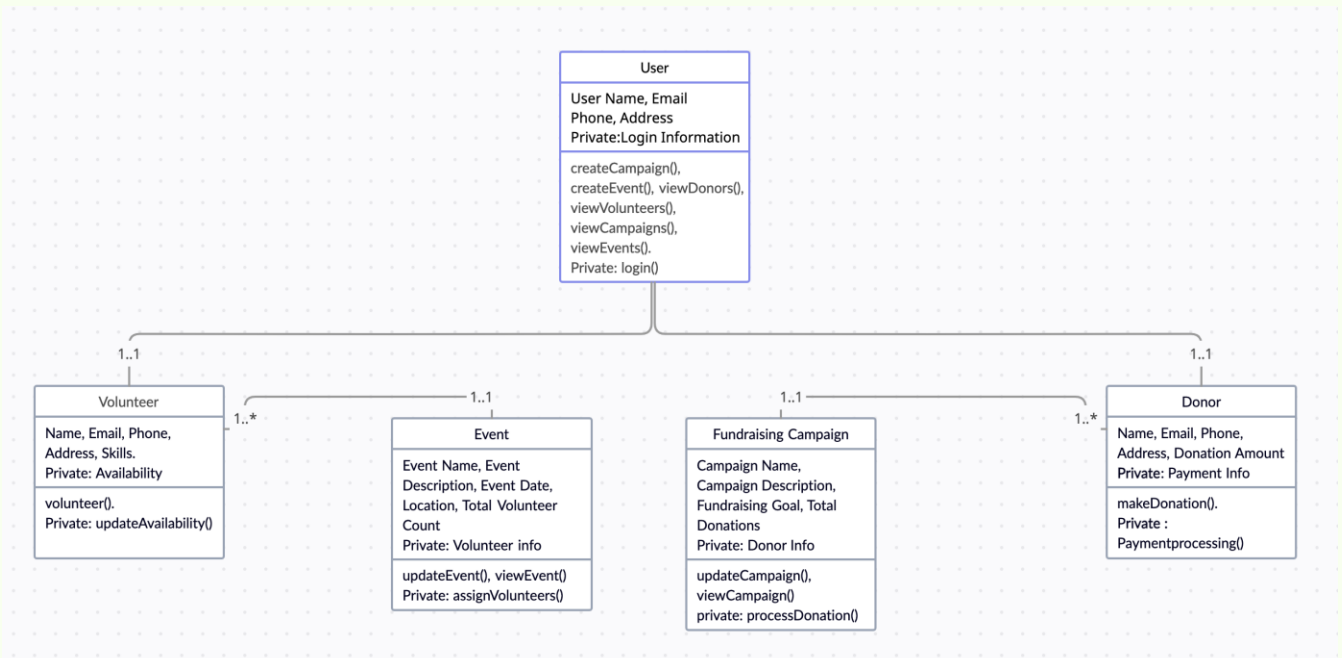 User
User Name, Email
Phone, Address
Private:Login Information
createCampaign(),
createEvent(), viewDonors(),
viewVolunteers(),
viewCampaigns(),
viewEvents().
Private: login()
1..1
1..1
Volunteer
Name, Email, Phone,
Address, Skills.
Private: Availability
volunteer().
Private: updateAvailability()
1..*
1..1
Event
Event Name, Event
Description, Event Date,
Location, Total Volunteer
Count
Private: Volunteer info
updateEvent(), viewEvent()
Private: assignVolunteers()
1..1
1..*
Fundraising Campaign
Campaign Name,
Campaign Description,
Fundraising Goal, Total
Donations
Private: Donor Info
updateCampaign(),
viewCampaign()
private: processDonation()
Donor
Name, Email, Phone,
Address, Donation Amount
Private: Payment Info
makeDonation().
Private :
Paymentprocessing()